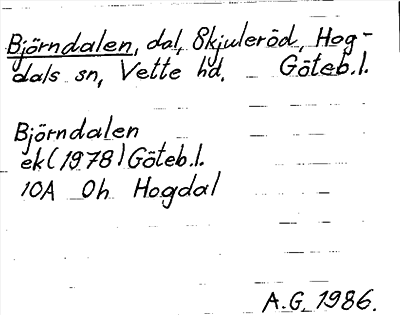 Björndalen, dal, Skjuleröd, Hog-
dals sn, Vette hd. Göteb.l.
Björndalen
ek(1978) Göteb.l.
10A 0h Hogdal
A.G. 1986.